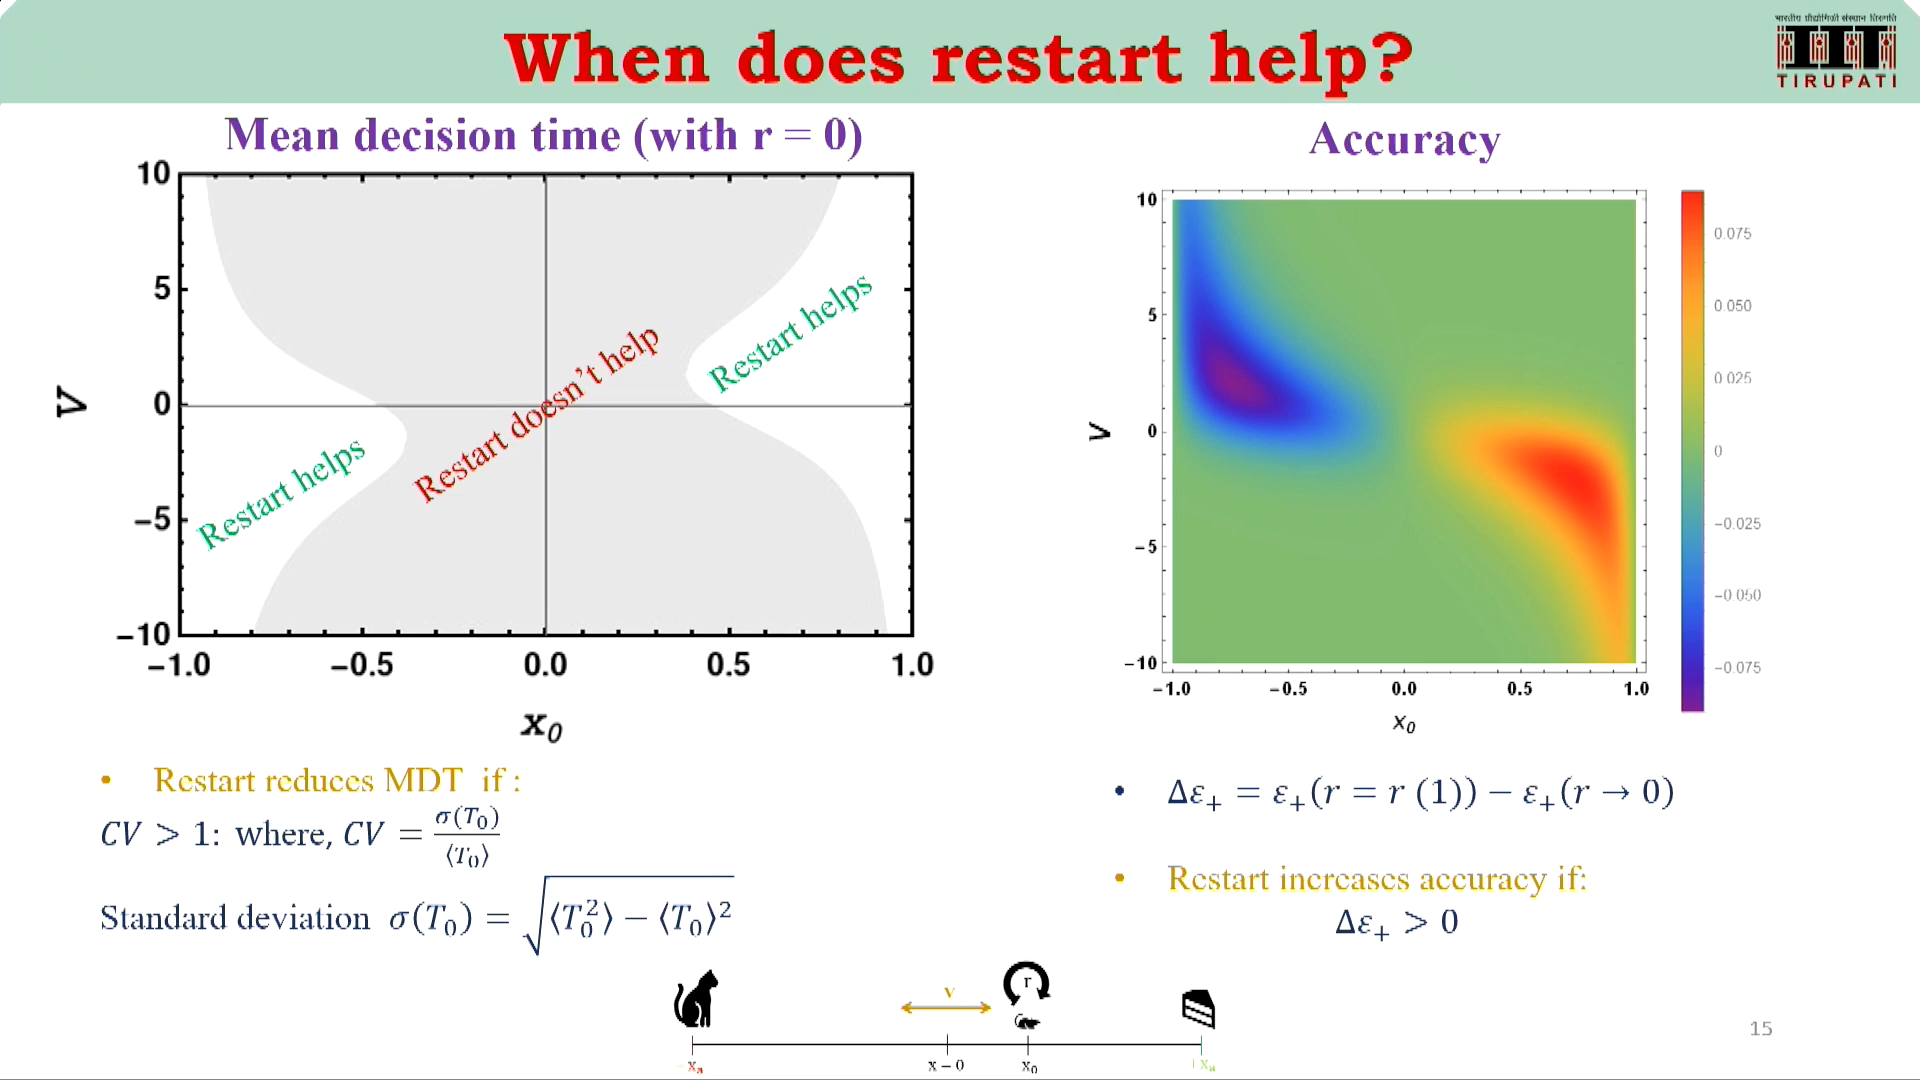 When does restart help?
TIRUPATI
Mean decision time (with r = 0)
10
5
0
−5
−10
V
Restart helps
Restart doesn't help
Restart helps
−1.0 −0.5 0.0 0.5 1.0
x₀
• Restart reduces MDT if :
CV > 1: where, CV = σ(T₀) / ⟨T₀⟩
Standard deviation σ(T₀) = √(⟨T₀²⟩ − ⟨T₀⟩²)
Accuracy
10
5
0
−5
−10
V
−1.0 −0.5 0.0 0.5 1.0
x₀
0.075
0.050
0.025
0
−0.025
−0.050
−0.075
• Δε₊ = ε₊(r = r (1)) − ε₊(r → 0)
• Restart increases accuracy if:
Δε₊ > 0
v
r
−xₐ x = 0 x₀ +xₐ
15